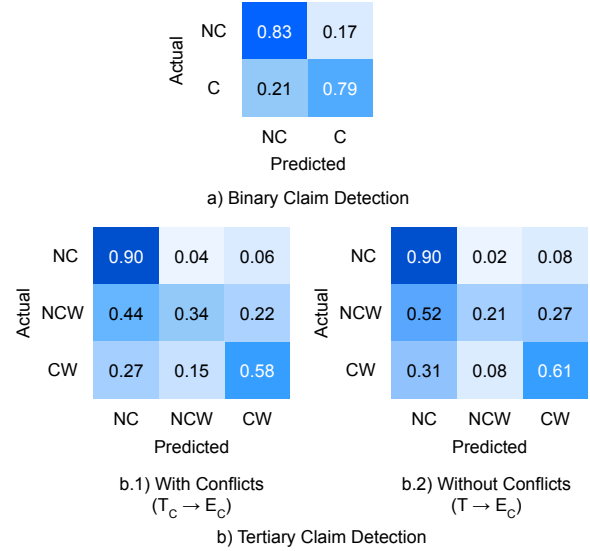 Actual
NC 0.83 0.17
C 0.21 0.79
NC C
Predicted
a) Binary Claim Detection
Actual
NC 0.90 0.04 0.06
NCW 0.44 0.34 0.22
CW 0.27 0.15 0.58
NC NCW CW
Predicted
b.1) With Conflicts
(T_C → E_C)
Actual
NC 0.90 0.02 0.08
NCW 0.52 0.21 0.27
CW 0.31 0.08 0.61
NC NCW CW
Predicted
b.2) Without Conflicts
(T → E_C)
b) Tertiary Claim Detection